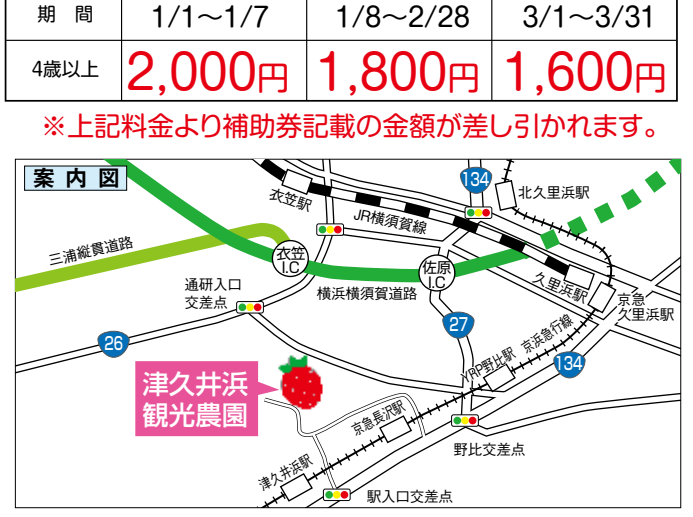 期 間 1/1～1/7 1/8～2/28 3/1～3/31
4歳以上 2,000円 1,800円 1,600円
※上記料金より補助券記載の金額が差し引かれます。
案 内 図
134
北久里浜駅
衣笠駅
JR横須賀線
三浦縦貫道路
衣笠
I.C
佐原
I.C
久里浜駅
通研入口
交差点
横浜横須賀道路
京急
久里浜駅
26
27
京浜急行線
134
YRP野比駅
津久井浜
観光農園
京急長沢駅
野比交差点
津久井浜駅
駅入口交差点